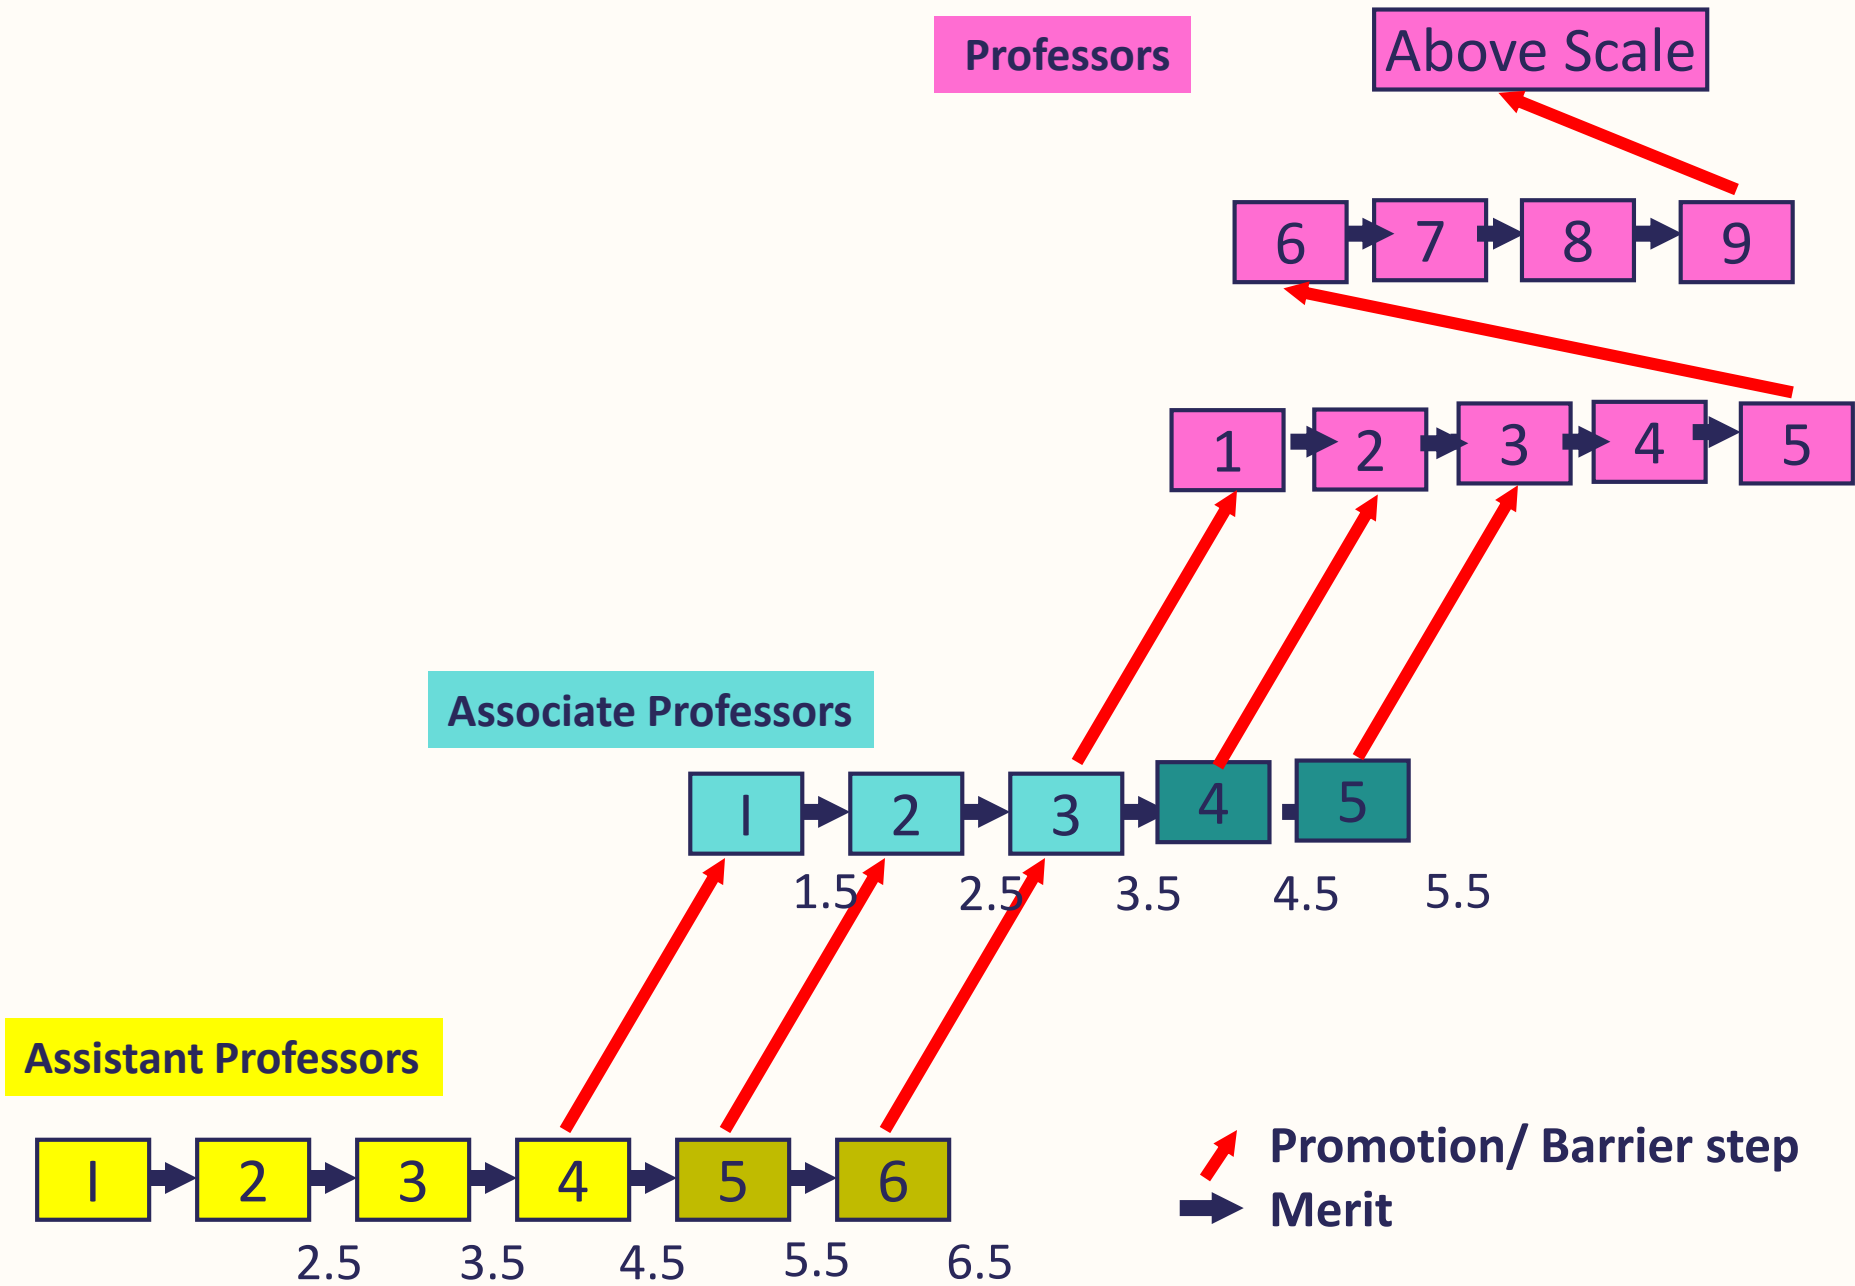 Professors
Above Scale
6 7 8 9
1 2 3 4 5
Associate Professors
I 2 3 4 5
1.5 2.5 3.5 4.5 5.5
Assistant Professors
I 2 3 4 5 6
2.5 3.5 4.5 5.5 6.5
Promotion/ Barrier step
Merit